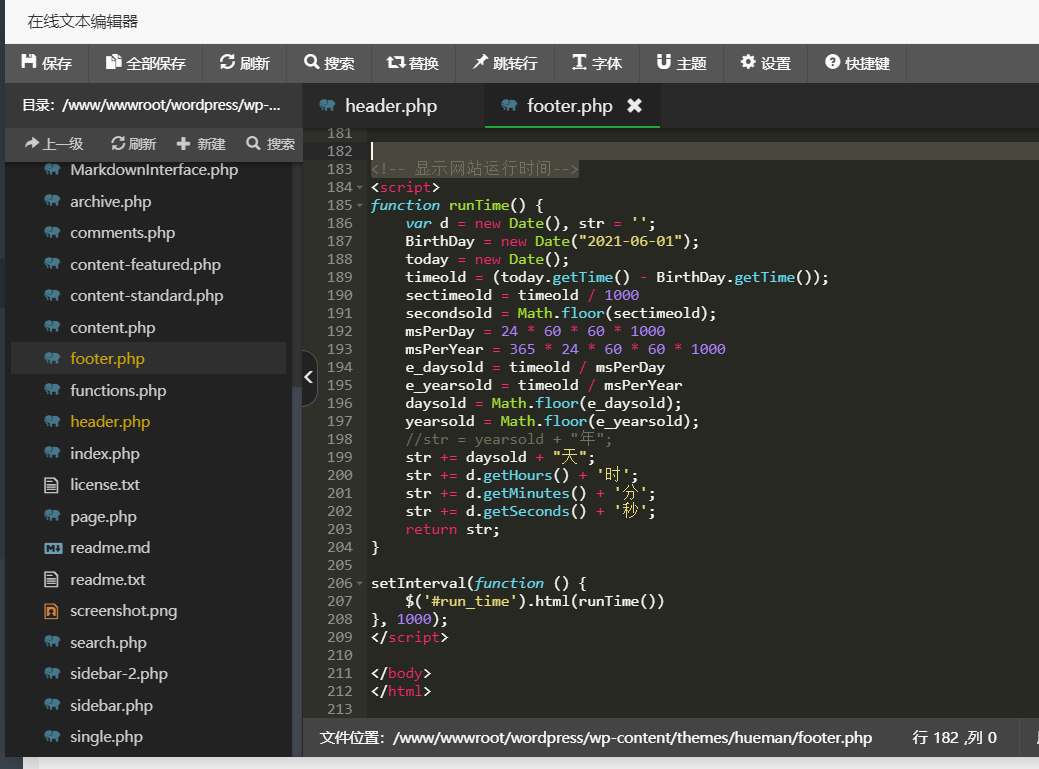 在线文本编辑器
保存 全部保存 刷新 搜索 替换 跳转行 字体 主题 设置 快捷键
目录： /www/wwwroot/wordpress/wp-...
上一级 刷新 新建 搜索
MarkdownInterface.php
archive.php
comments.php
content-featured.php
content-standard.php
content.php
footer.php
functions.php
header.php
index.php
license.txt
page.php
readme.md
readme.txt
screenshot.png
search.php
sidebar-2.php
sidebar.php
single.php
header.php footer.php ✖
181
182
183 <!-- 显示网站运行时间-->
184 <script>
185 function runTime() {
186     var d = new Date(), str = '';
187     BirthDay = new Date("2021-06-01");
188     today = new Date();
189     timeold = (today.getTime() - BirthDay.getTime());
190     sectimeold = timeold / 1000
191     secondsold = Math.floor(sectimeold);
192     msPerDay = 24 * 60 * 60 * 1000
193     msPerYear = 365 * 24 * 60 * 60 * 1000
194     e_daysold = timeold / msPerDay
195     e_yearsold = timeold / msPerYear
196     daysold = Math.floor(e_daysold);
197     yearsold = Math.floor(e_yearsold);
198     //str = yearsold + "年";
199     str += daysold + "天";
200     str += d.getHours() + '时';
201     str += d.getMinutes() + '分';
202     str += d.getSeconds() + '秒';
203     return str;
204 }
205
206 setInterval(function () {
207     $('#run_time').html(runTime())
208 }, 1000);
209 </script>
210
211 </body>
212 </html>
213
文件位置： /www/wwwroot/wordpress/wp-content/themes/hueman/footer.php 行 182 ,列 0